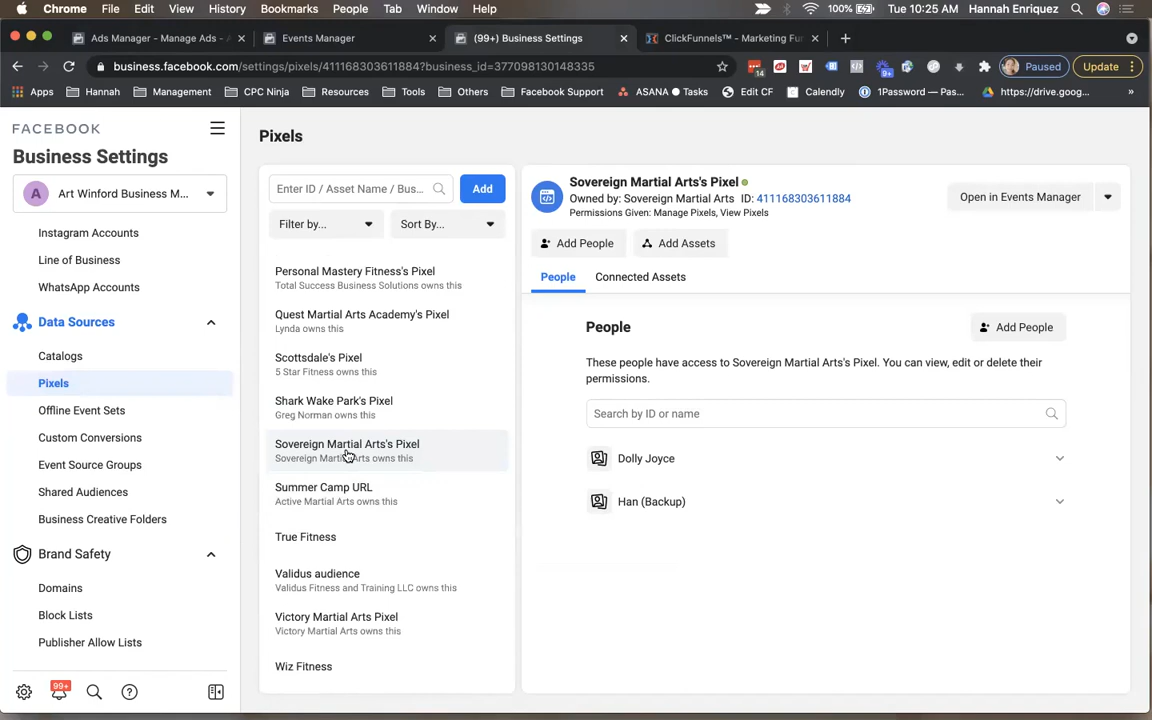 Chrome File Edit View History Bookmarks People Tab Window Help 100% Tue 10:25 AM Hannah Enriquez
Ads Manager - Manage Ads - Events Manager (99+) Business Settings ClickFunnels™ - Marketing Fun
business.facebook.com/settings/pixels/411168303611884?business_id=377098130148335 14 9+ Paused Update
Apps Hannah Management CPC Ninja Resources Tools Others Facebook Support ASANA Tasks Edit CF Calendly 1Password — Pas... https://drive.goog... »
FACEBOOK
Business Settings
A Art Winford Business M...
Instagram Accounts
Line of Business
WhatsApp Accounts
Data Sources
Catalogs
Pixels
Offline Event Sets
Custom Conversions
Event Source Groups
Shared Audiences
Business Creative Folders
Brand Safety
Domains
Block Lists
Publisher Allow Lists
99+
Pixels
Enter ID / Asset Name / Bus... Add
Filter by... Sort By...
Personal Mastery Fitness's Pixel
Total Success Business Solutions owns this
Quest Martial Arts Academy's Pixel
Lynda owns this
Scottsdale's Pixel
5 Star Fitness owns this
Shark Wake Park's Pixel
Greg Norman owns this
Sovereign Martial Arts's Pixel
Sovereign Martial Arts owns this
Summer Camp URL
Active Martial Arts owns this
True Fitness
Validus audience
Validus Fitness and Training LLC owns this
Victory Martial Arts Pixel
Victory Martial Arts owns this
Wiz Fitness
Sovereign Martial Arts's Pixel
Owned by: Sovereign Martial Arts ID: 411168303611884
Permissions Given: Manage Pixels, View Pixels
Open in Events Manager
Add People Add Assets
People Connected Assets
People Add People
These people have access to Sovereign Martial Arts's Pixel. You can view, edit or delete their
permissions.
Search by ID or name
Dolly Joyce
Han (Backup)